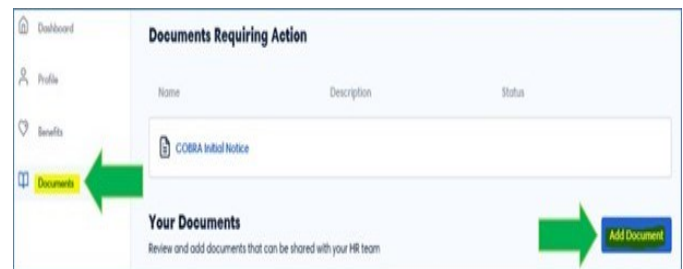 Dashboard
Profile
Benefits
Documents
Documents Requiring Action
Name Description Status
COBRA Initial Notice
Your Documents
Review and add documents that can be shared with your HR team
Add Document